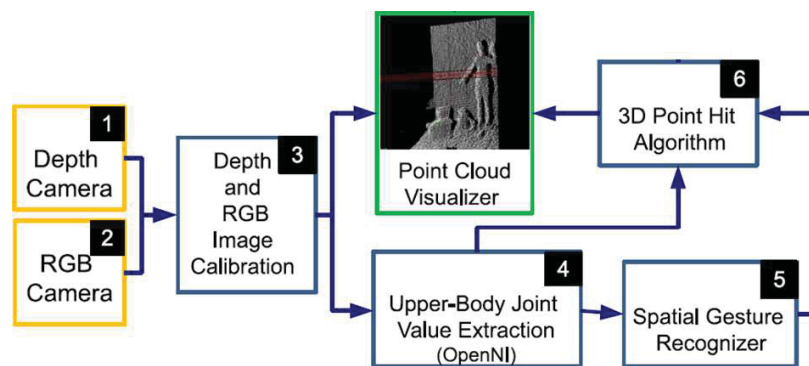 1
Depth
Camera
2
RGB
Camera
3
Depth
and
RGB
Image
Calibration
Point Cloud
Visualizer
4
Upper-Body Joint
Value Extraction
(OpenNI)
5
Spatial Gesture
Recognizer
6
3D Point Hit
Algorithm